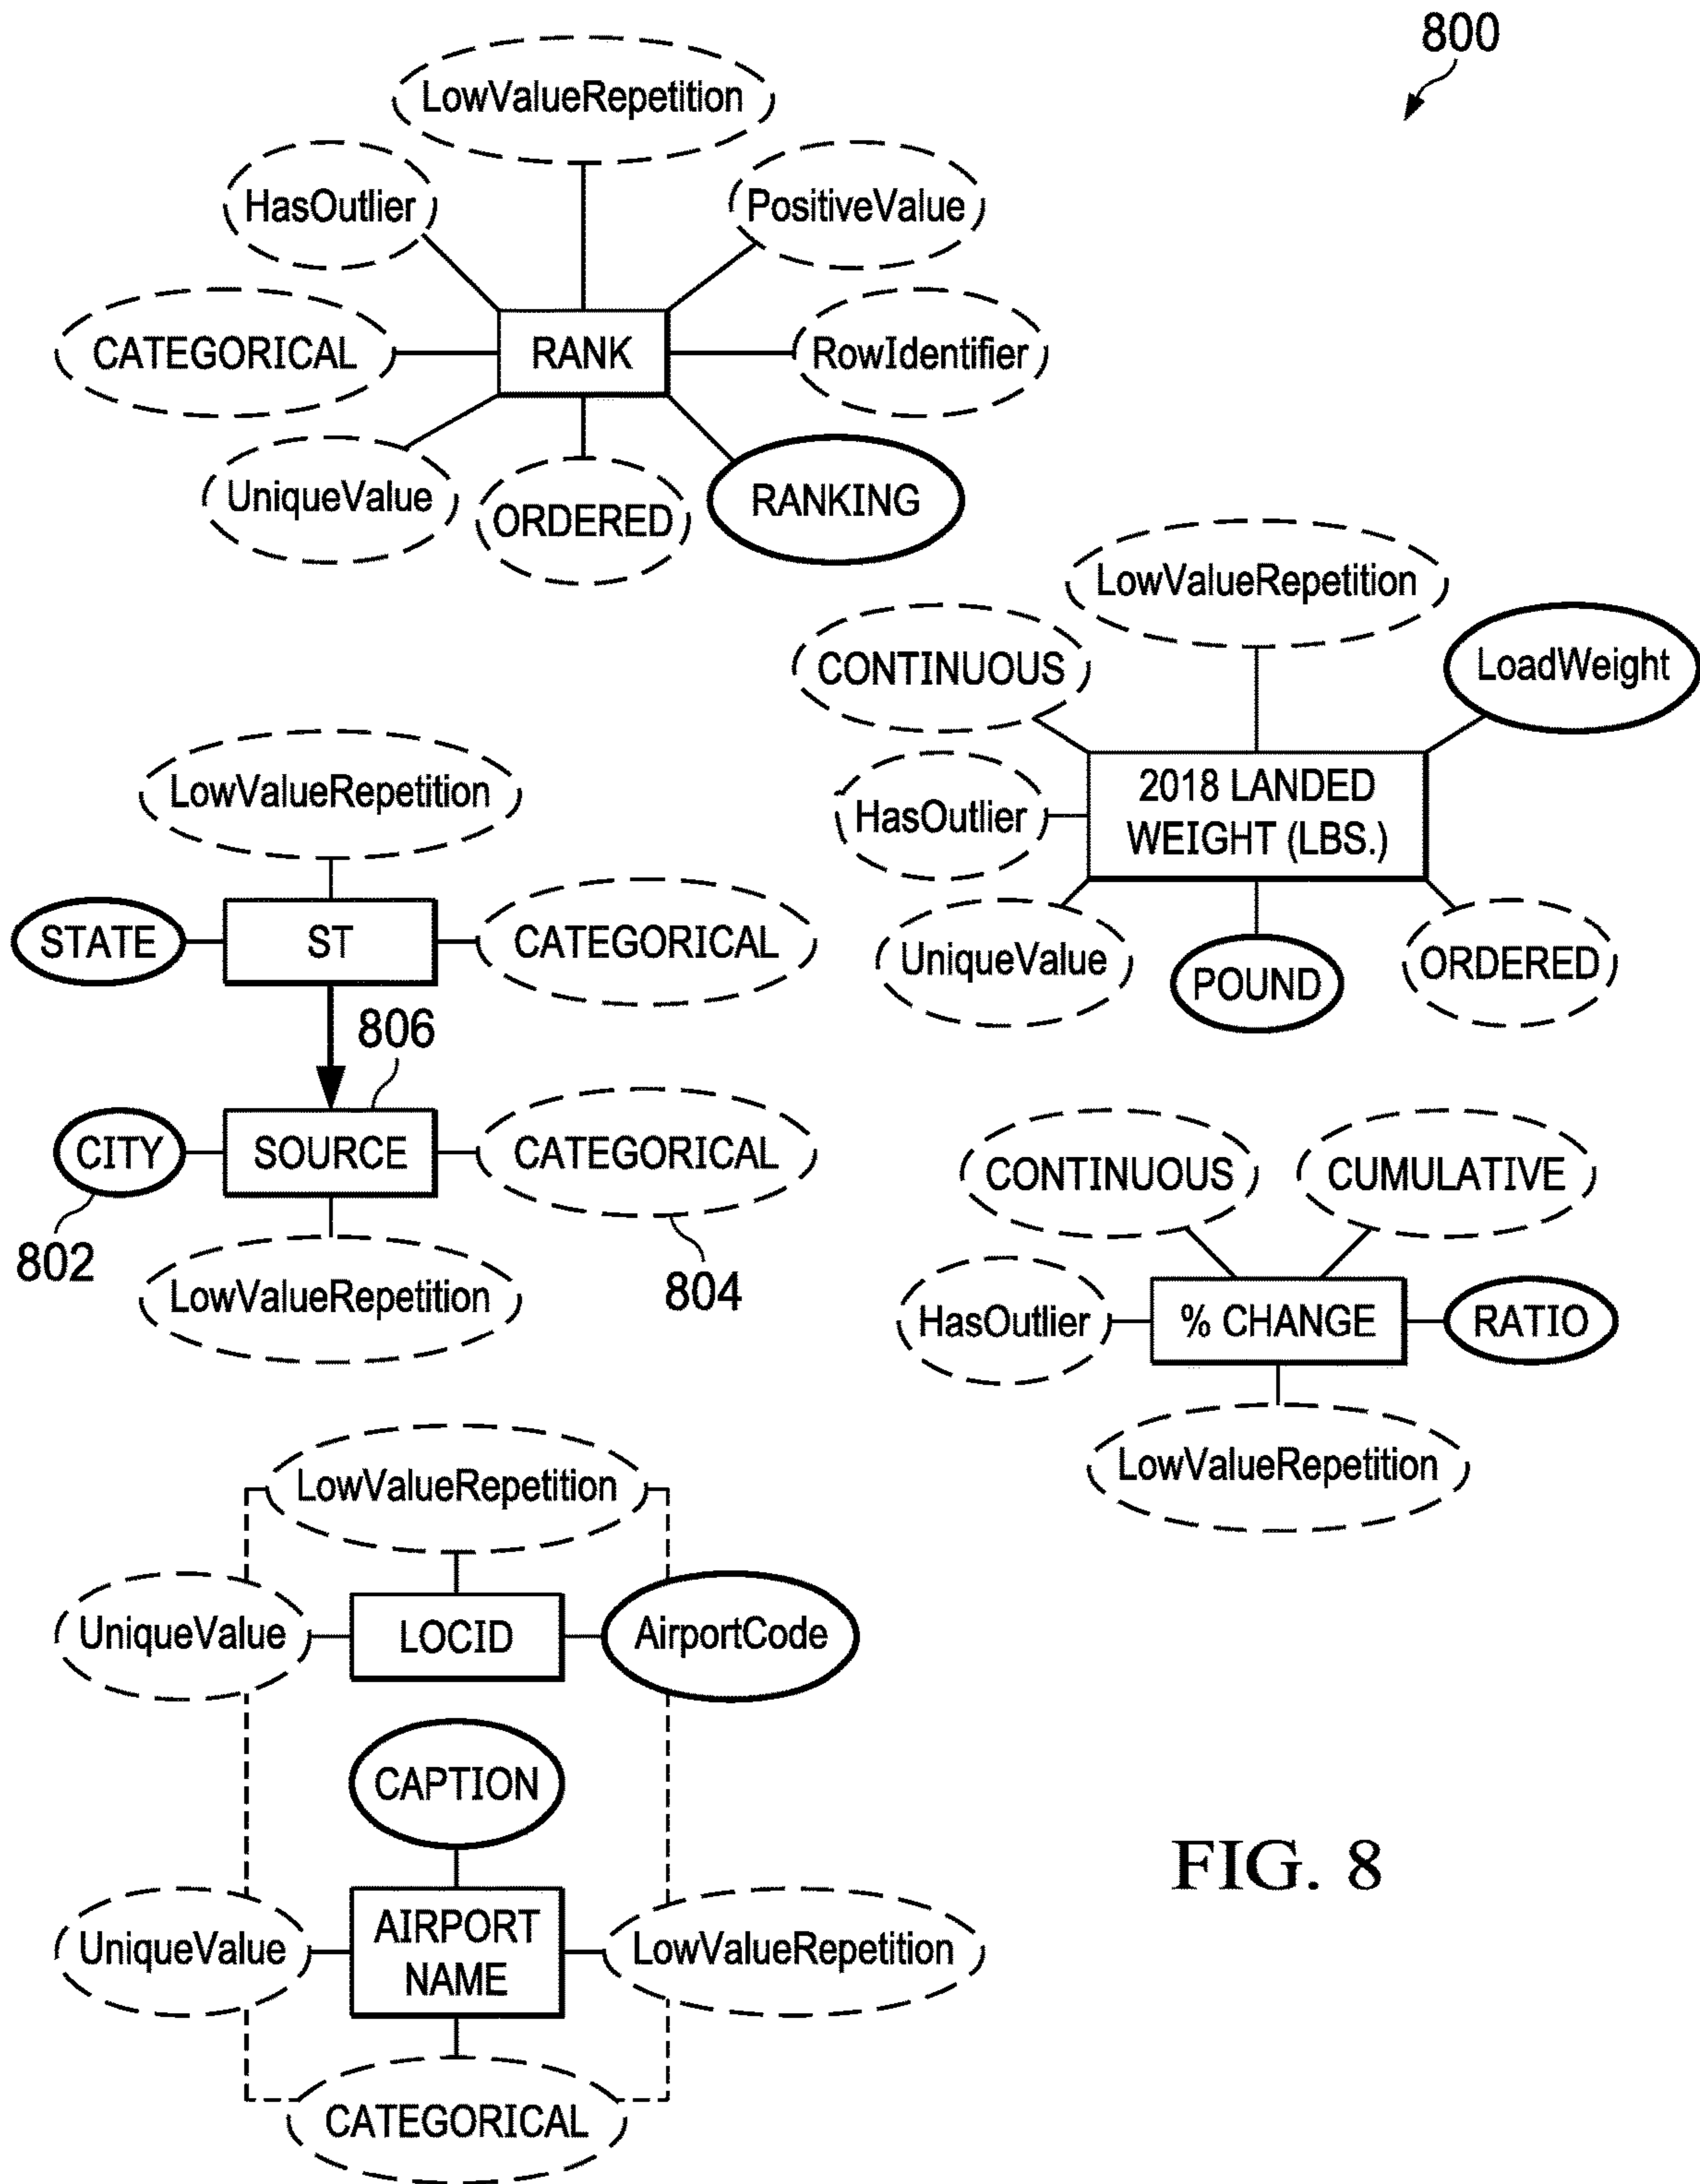 800
LowValueRepetition
HasOutlier
PositiveValue
CATEGORICAL
RANK
RowIdentifier
UniqueValue
ORDERED
RANKING
LowValueRepetition
CONTINUOUS
LoadWeight
HasOutlier
2018 LANDED
WEIGHT (LBS.)
UniqueValue
POUND
ORDERED
LowValueRepetition
STATE
ST
CATEGORICAL
806
CITY
SOURCE
CATEGORICAL
802
LowValueRepetition
804
CONTINUOUS
CUMULATIVE
HasOutlier
% CHANGE
RATIO
LowValueRepetition
LowValueRepetition
UniqueValue
LOCID
AirportCode
CAPTION
UniqueValue
AIRPORT
NAME
LowValueRepetition
CATEGORICAL
FIG. 8